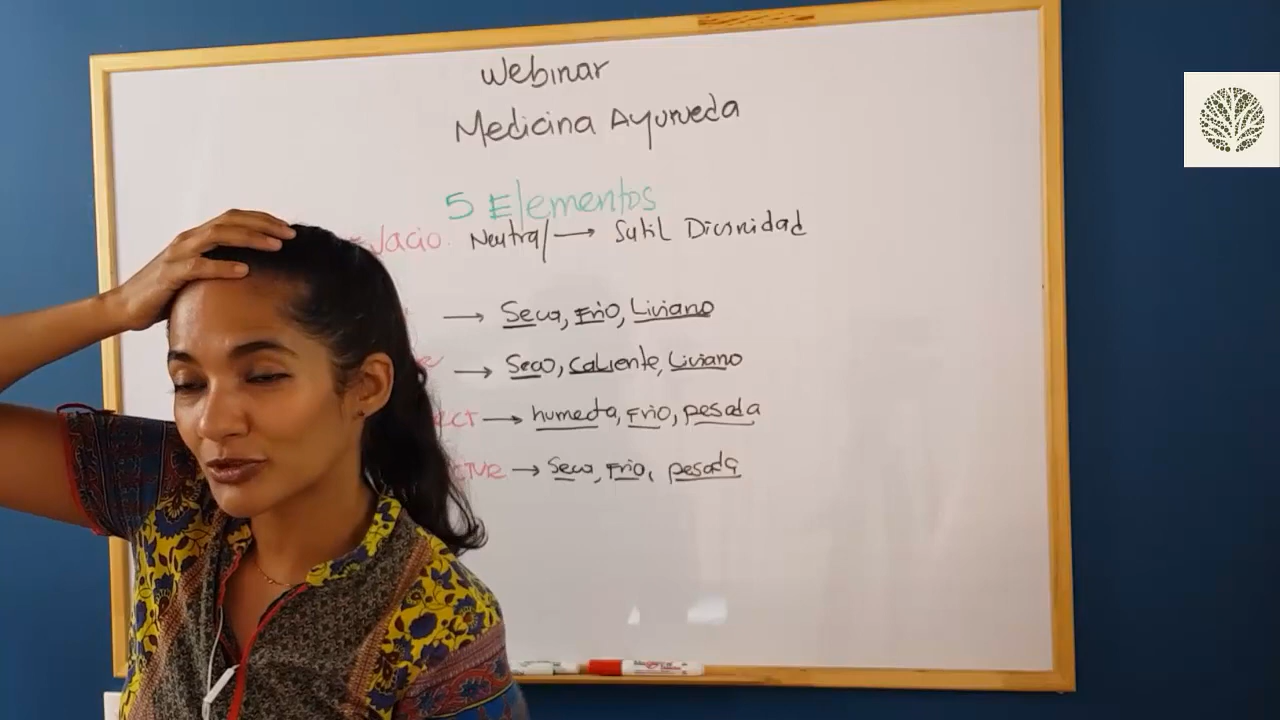 Webinar
Medicina Ayurveda
5 Elementos
Vacio. Neutral → Sutil Divinidad
→ Seca, Frio, Liviano
→ Seco, Caliente, Liviano
→ humeda, Frio, pesada
→ Seca, Frio, pesada